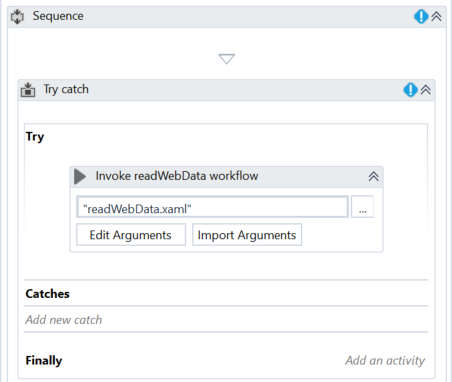 Sequence
Try catch
Try
Invoke readWebData workflow
"readWebData.xaml"
...
Edit Arguments Import Arguments
Catches
Add new catch
Finally Add an activity